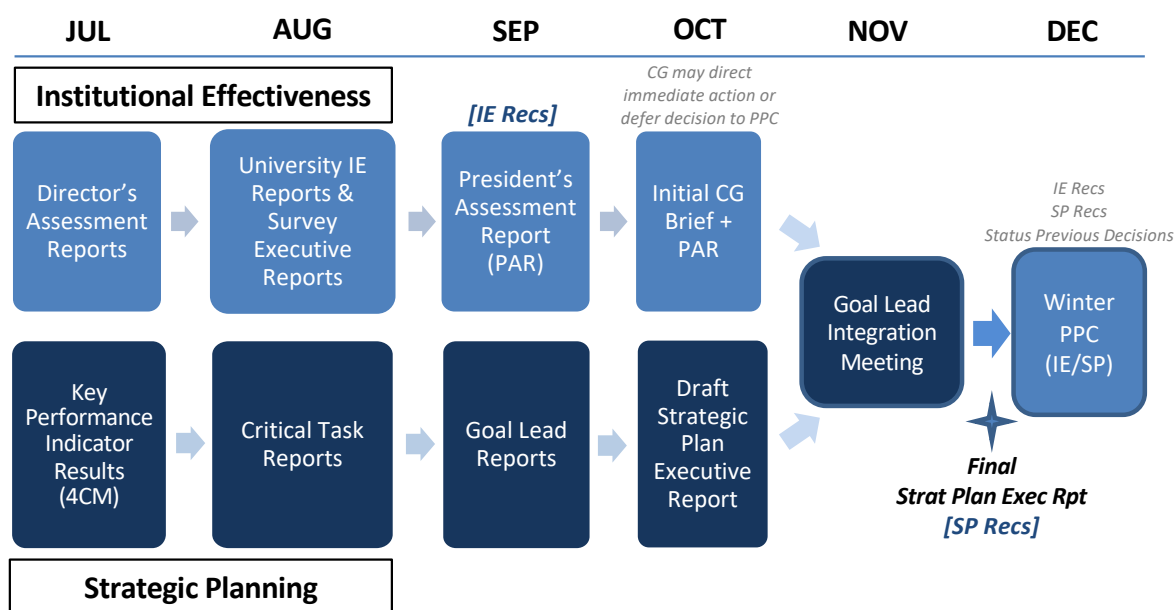 JUL AUG SEP OCT NOV DEC
Institutional Effectiveness
[IE Recs]
CG may direct
immediate action or
defer decision to PPC
Director’s
Assessment
Reports
University IE
Reports &
Survey
Executive
Reports
President’s
Assessment
Report
(PAR)
Initial CG
Brief +
PAR
Goal Lead
Integration
Meeting
IE Recs
SP Recs
Status Previous Decisions
Winter
PPC
(IE/SP)
Key
Performance
Indicator
Results
(4CM)
Critical Task
Reports
Goal Lead
Reports
Draft
Strategic
Plan
Executive
Report
Final
Strat Plan Exec Rpt
[SP Recs]
Strategic Planning